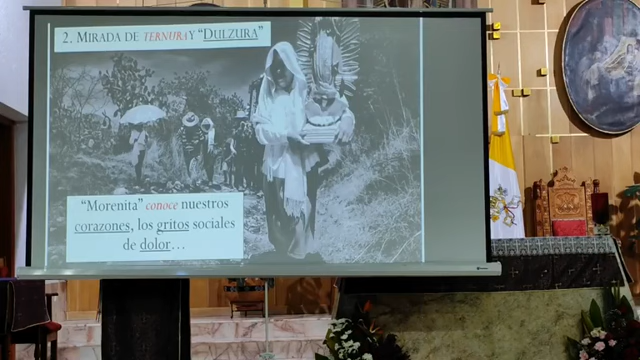 2. MIRADA DE TERNURA Y “DULZURA”
“Morenita” conoce nuestros
corazones, los gritos sociales
de dolor…